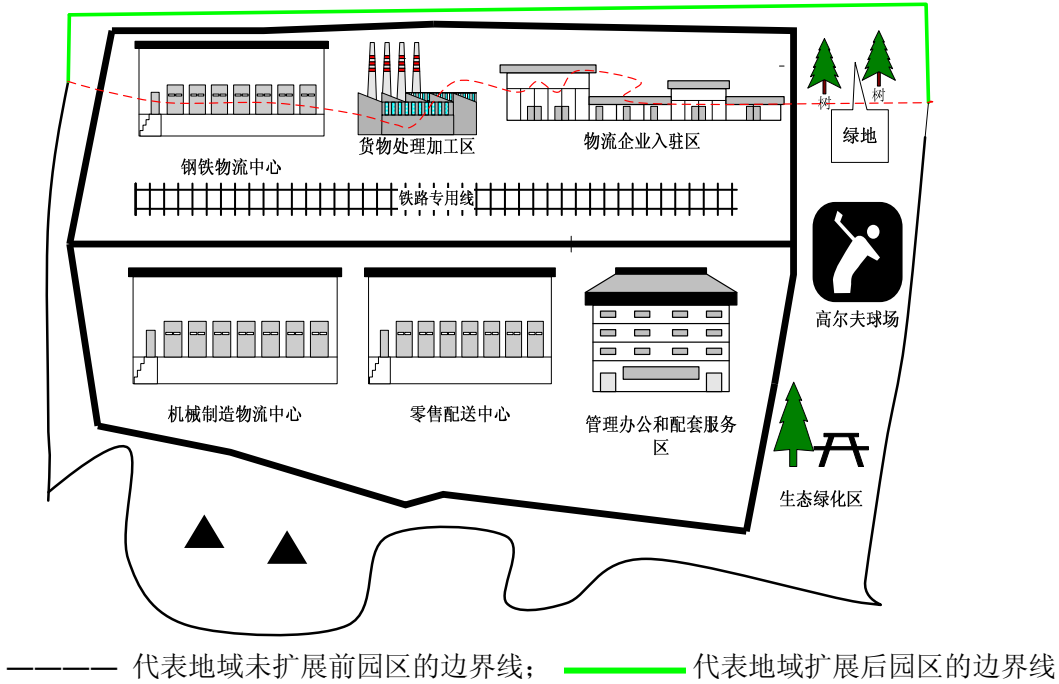 树
树
绿地
货物处理加工区
物流企业入驻区
钢铁物流中心
铁路专用线
高尔夫球场
机械制造物流中心
零售配送中心
管理办公和配套服务
区
生态绿化区
代表地域未扩展前园区的边界线；
代表地域扩展后园区的边界线